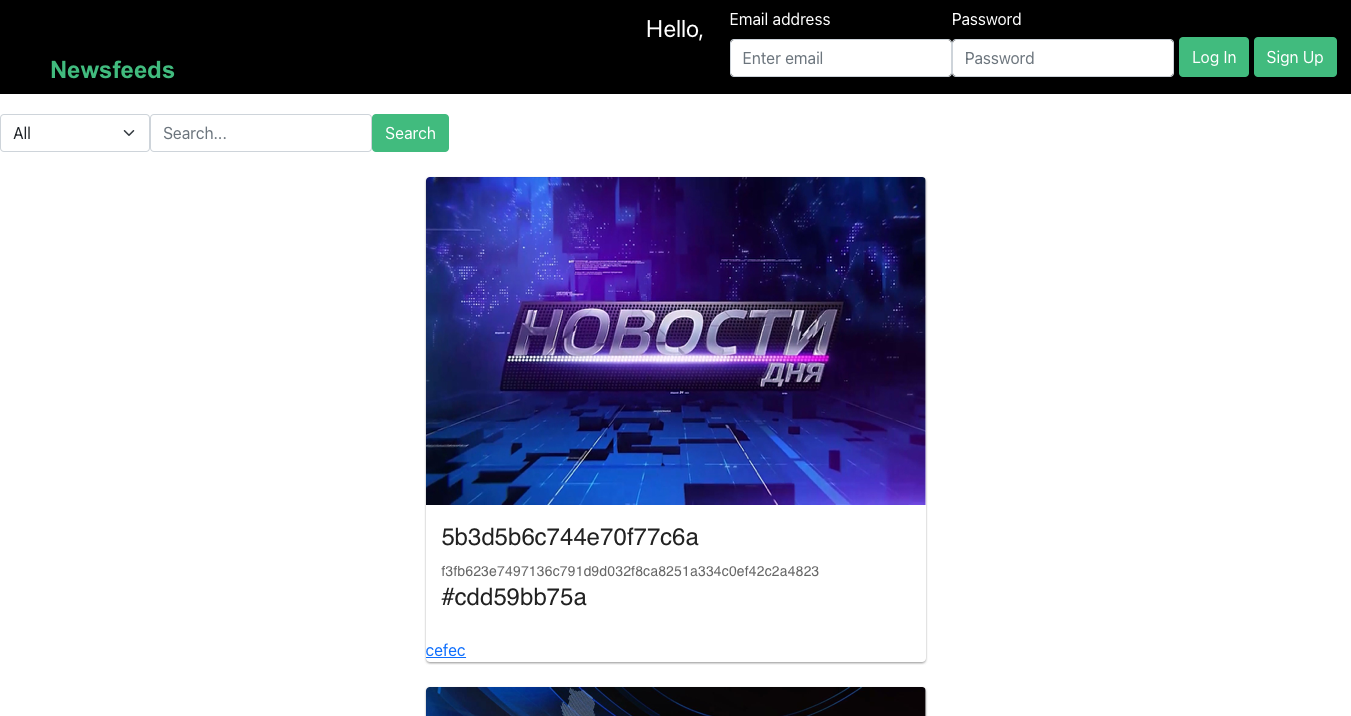 Hello,
Email address
Password
Newsfeeds
Enter email
Password
Log In
Sign Up
All
Search...
Search
НОВОСТИ
ДНЯ
5b3d5b6c744e70f77c6a
f3fb623e7497136c791d9d032f8ca8251a334c0ef42c2a4823
#cdd59bb75a
cefec